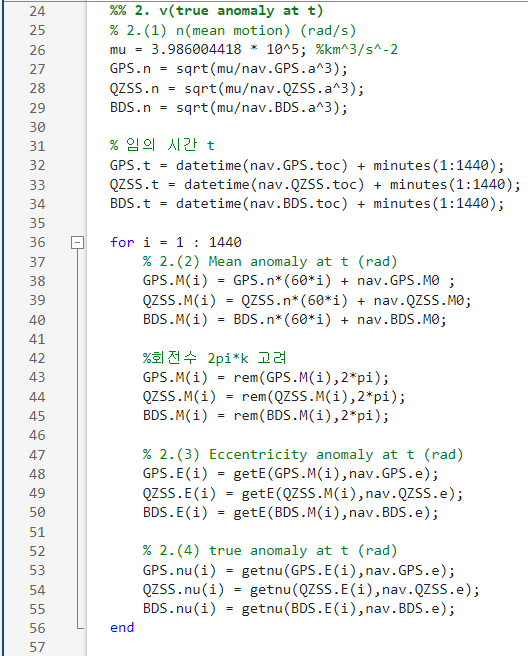 24 %% 2. v(true anomaly at t)
25 % 2.(1) n(mean motion) (rad/s)
26 mu = 3.986004418 * 10^5; %km^3/s^-2
27 GPS.n = sqrt(mu/nav.GPS.a^3);
28 QZSS.n = sqrt(mu/nav.QZSS.a^3);
29 BDS.n = sqrt(mu/nav.BDS.a^3);
30
31 % 임의 시간 t
32 GPS.t = datetime(nav.GPS.toc) + minutes(1:1440);
33 QZSS.t = datetime(nav.QZSS.toc) + minutes(1:1440);
34 BDS.t = datetime(nav.BDS.toc) + minutes(1:1440);
35
36 for i = 1 : 1440
37 % 2.(2) Mean anomaly at t (rad)
38 GPS.M(i) = GPS.n*(60*i) + nav.GPS.M0 ;
39 QZSS.M(i) = QZSS.n*(60*i) + nav.QZSS.M0;
40 BDS.M(i) = BDS.n*(60*i) + nav.BDS.M0;
41
42 %회전수 2pi*k 고려
43 GPS.M(i) = rem(GPS.M(i),2*pi);
44 QZSS.M(i) = rem(QZSS.M(i),2*pi);
45 BDS.M(i) = rem(BDS.M(i),2*pi);
46
47 % 2.(3) Eccentricity anomaly at t (rad)
48 GPS.E(i) = getE(GPS.M(i),nav.GPS.e);
49 QZSS.E(i) = getE(QZSS.M(i),nav.QZSS.e);
50 BDS.E(i) = getE(BDS.M(i),nav.BDS.e);
51
52 % 2.(4) true anomaly at t (rad)
53 GPS.nu(i) = getnu(GPS.E(i),nav.GPS.e);
54 QZSS.nu(i) = getnu(QZSS.E(i),nav.QZSS.e);
55 BDS.nu(i) = getnu(BDS.E(i),nav.BDS.e);
56 end
57